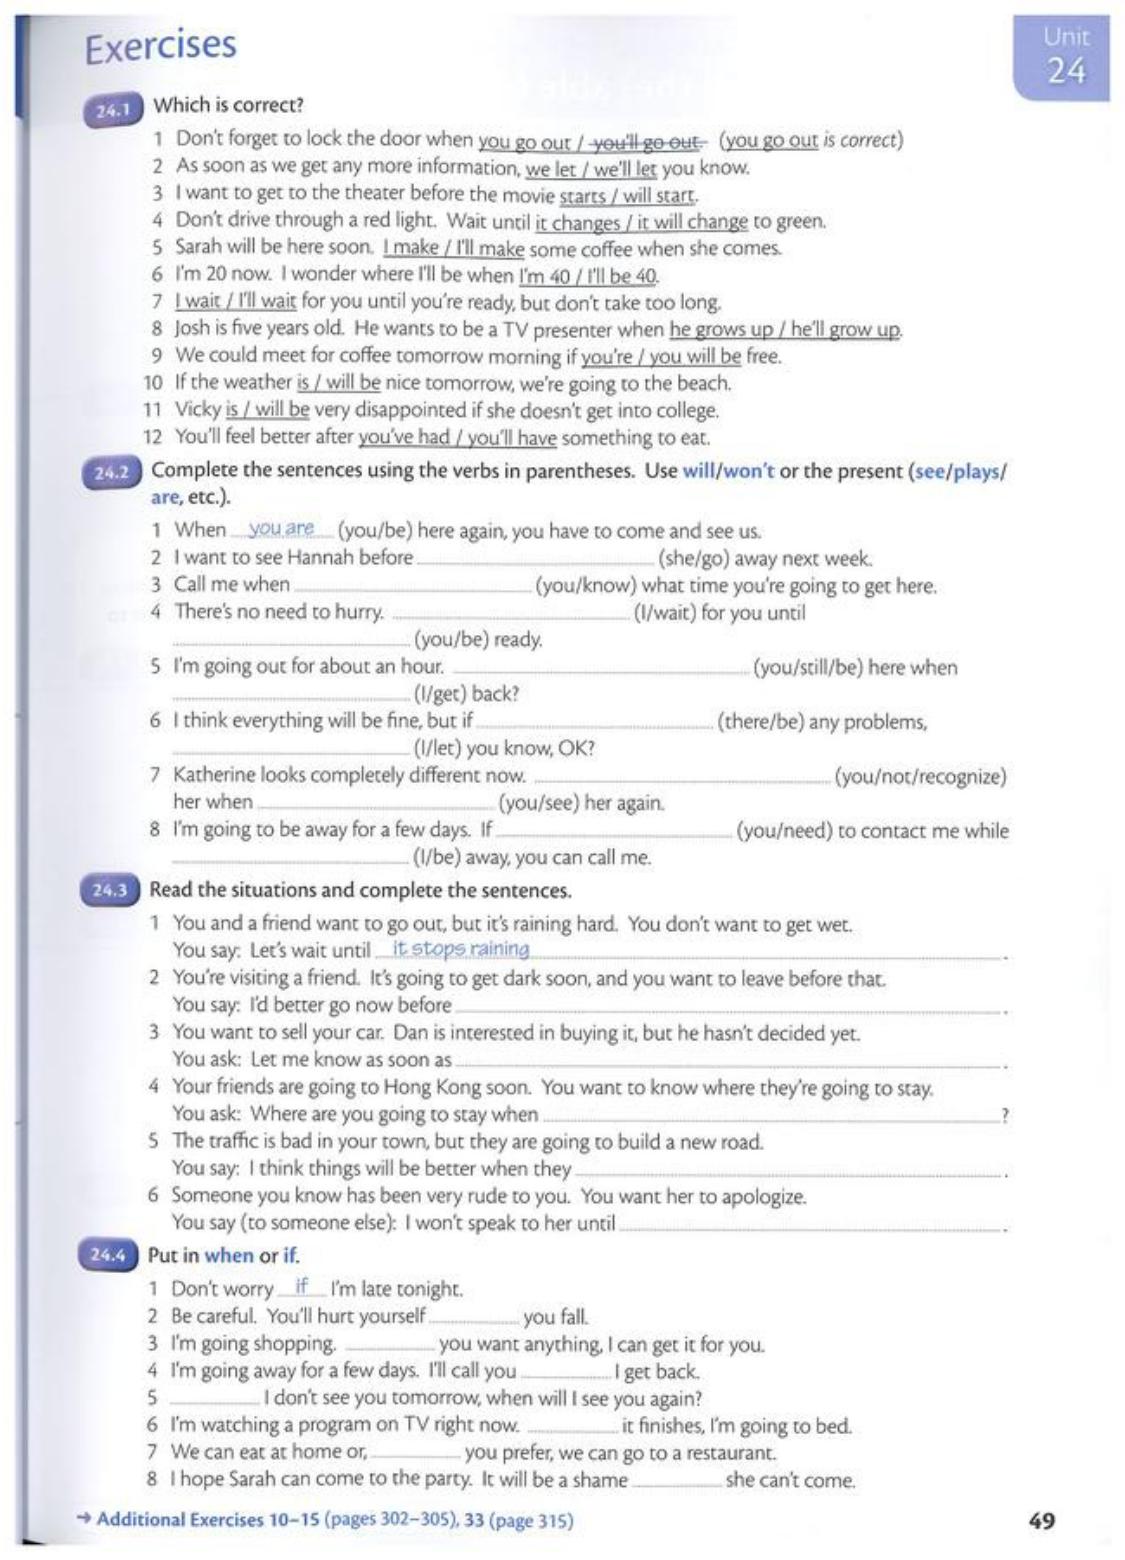 Exercises
Unit
24
24.1 Which is correct?
1 Don't forget to lock the door when you go out / you'll go out (you go out is correct)
2 As soon as we get any more information, we let / we'll let you know.
3 I want to get to the theater before the movie starts / will start.
4 Don't drive through a red light. Wait until it changes / it will change to green.
5 Sarah will be here soon. I make / I'll make some coffee when she comes.
6 I'm 20 now. I wonder where I'll be when I'm 40 / I'll be 40.
7 I wait / I'll wait for you until you're ready, but don't take too long.
8 Josh is five years old. He wants to be a TV presenter when he grows up / he'll grow up.
9 We could meet for coffee tomorrow morning if you're / you will be free.
10 If the weather is / will be nice tomorrow, we're going to the beach.
11 Vicky is / will be very disappointed if she doesn't get into college.
12 You'll feel better after you've had / you'll have something to eat.
24.2 Complete the sentences using the verbs in parentheses. Use will/won't or the present (see/plays/
are, etc.).
1 When you are (you/be) here again, you have to come and see us.
2 I want to see Hannah before (she/go) away next week.
3 Call me when (you/know) what time you're going to get here.
4 There's no need to hurry. (I/wait) for you until
(you/be) ready.
5 I'm going out for about an hour. (you/still/be) here when
(I/get) back?
6 I think everything will be fine, but if (there/be) any problems,
(I/let) you know, OK?
7 Katherine looks completely different now. (you/not/recognize)
her when (you/see) her again.
8 I'm going to be away for a few days. If (you/need) to contact me while
(I/be) away, you can call me.
24.3 Read the situations and complete the sentences.
1 You and a friend want to go out, but it's raining hard. You don't want to get wet.
You say: Let's wait until it stops raining .
2 You're visiting a friend. It's going to get dark soon, and you want to leave before that.
You say: I'd better go now before .
3 You want to sell your car. Dan is interested in buying it, but he hasn't decided yet.
You ask: Let me know as soon as .
4 Your friends are going to Hong Kong soon. You want to know where they're going to stay.
You ask: Where are you going to stay when ?
5 The traffic is bad in your town, but they are going to build a new road.
You say: I think things will be better when they .
6 Someone you know has been very rude to you. You want her to apologize.
You say (to someone else): I won't speak to her until .
24.4 Put in when or if.
1 Don't worry if I'm late tonight.
2 Be careful. You'll hurt yourself you fall.
3 I'm going shopping. you want anything, I can get it for you.
4 I'm going away for a few days. I'll call you I get back.
5 I don't see you tomorrow, when will I see you again?
6 I'm watching a program on TV right now. it finishes, I'm going to bed.
7 We can eat at home or, you prefer, we can go to a restaurant.
8 I hope Sarah can come to the party. It will be a shame she can't come.
→ Additional Exercises 10–15 (pages 302–305), 33 (page 315)
49